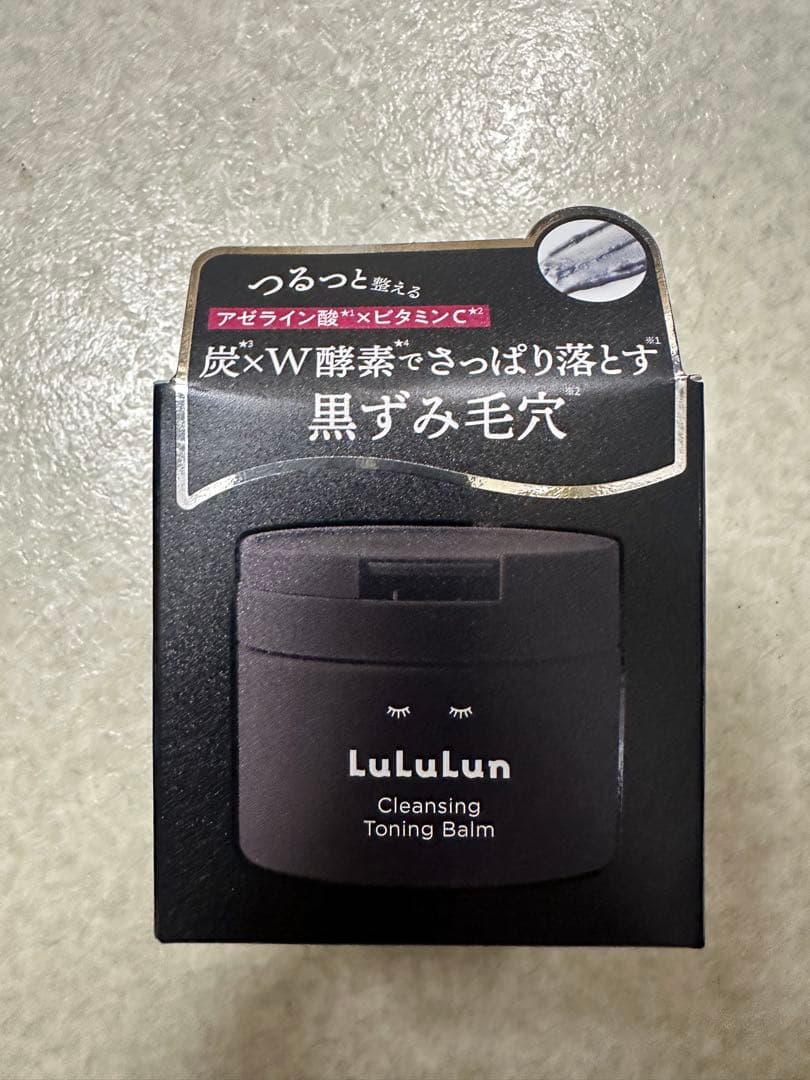 つるっと整える
アゼライン酸★1×ビタミンC★2
炭★3×W酵素★4でさっぱり落とす※1
黒ずみ毛穴※2
LuLuLun
Cleansing
Toning Balm